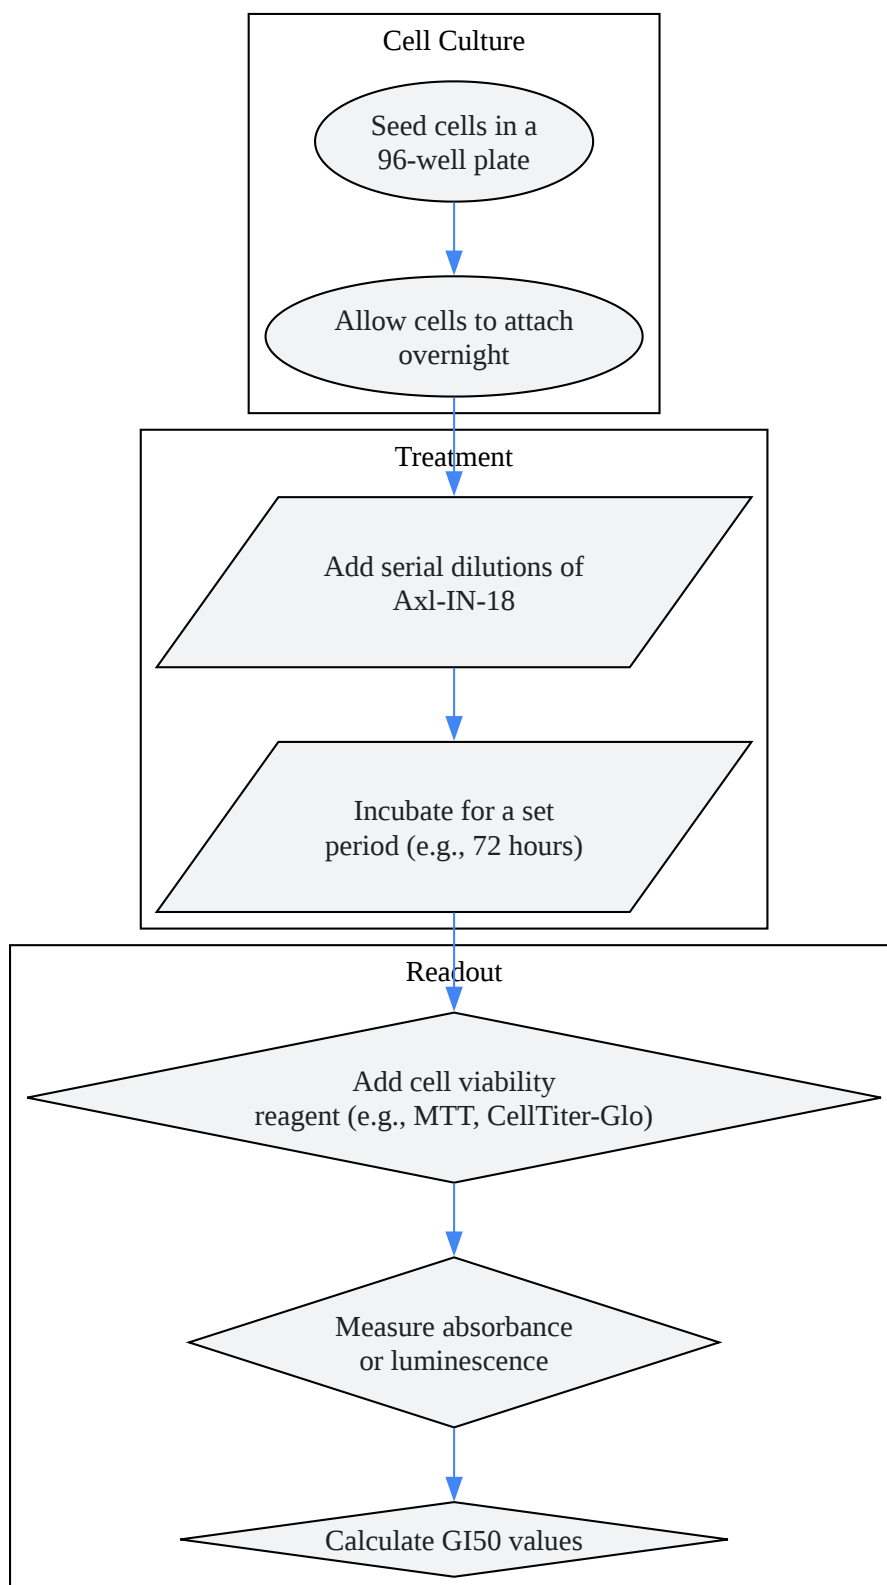 Cell Culture
Seed cells in a
96-well plate
Allow cells to attach
overnight
Treatment
Add serial dilutions of
Axl-IN-18
Incubate for a set
period (e.g., 72 hours)
Readout
Add cell viability
reagent (e.g., MTT, CellTiter-Glo)
Measure absorbance
or luminescence
Calculate GI50 values